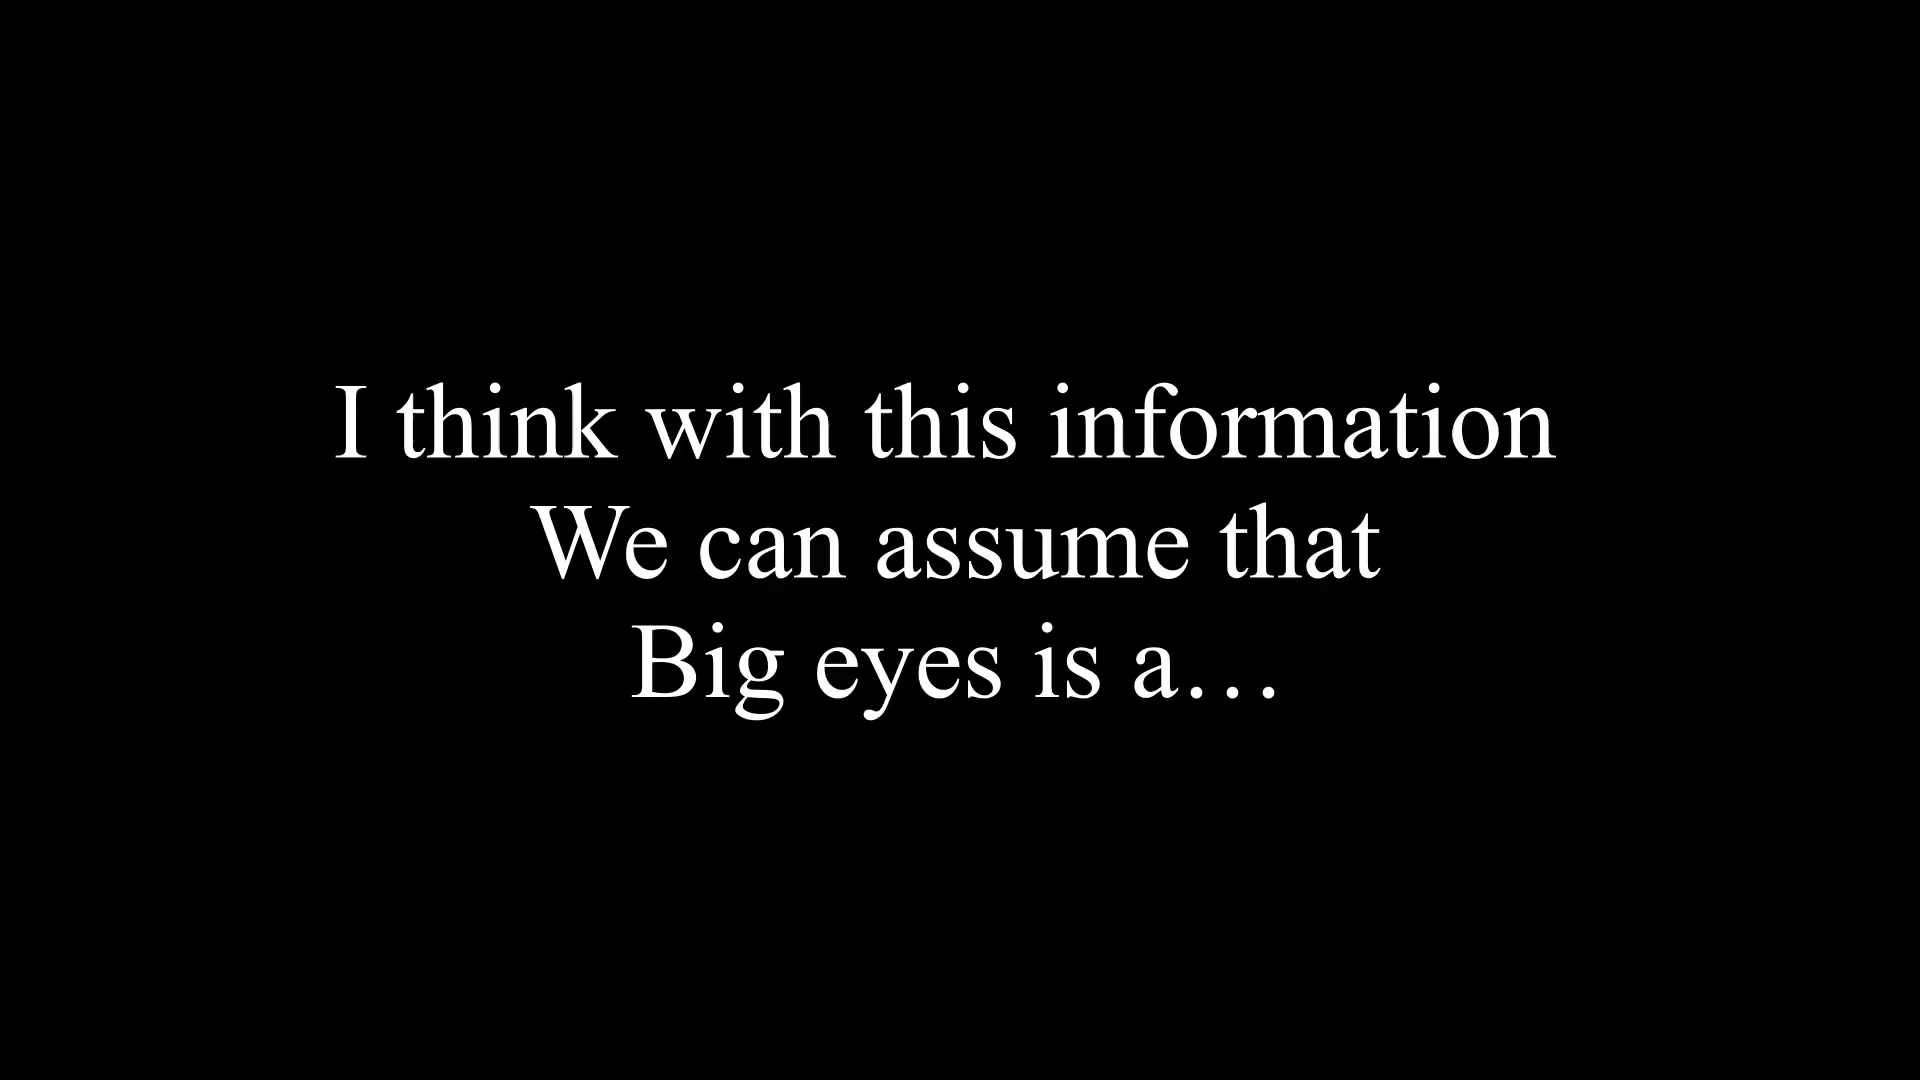 I think with this information
We can assume that
Big eyes is a…